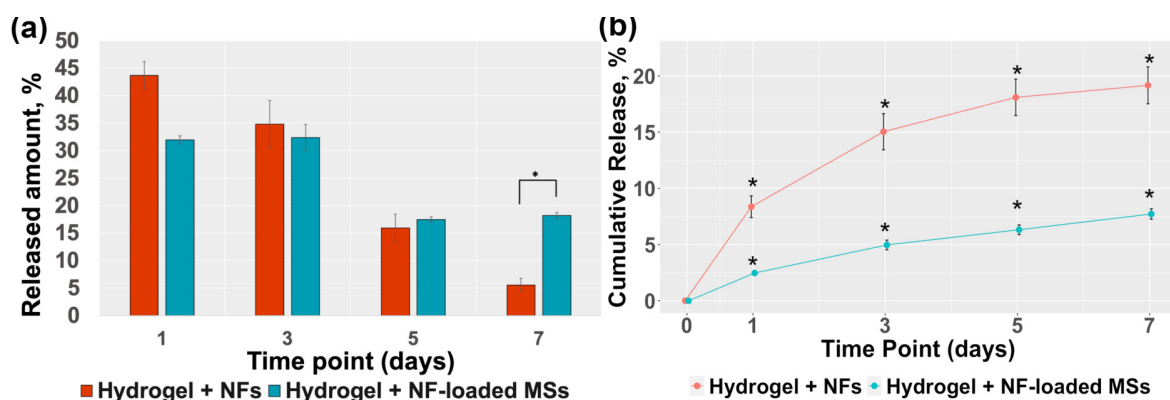 (a)
Released amount, %
50
45
40
35
30
25
20
15
10
5
0
*
1 3 5 7
Time point (days)
Hydrogel + NFs Hydrogel + NF-loaded MSs
(b)
Cumulative Release, %
20
15
10
5
0
* * * *
* * * *
0 1 3 5 7
Time Point (days)
Hydrogel + NFs Hydrogel + NF-loaded MSs